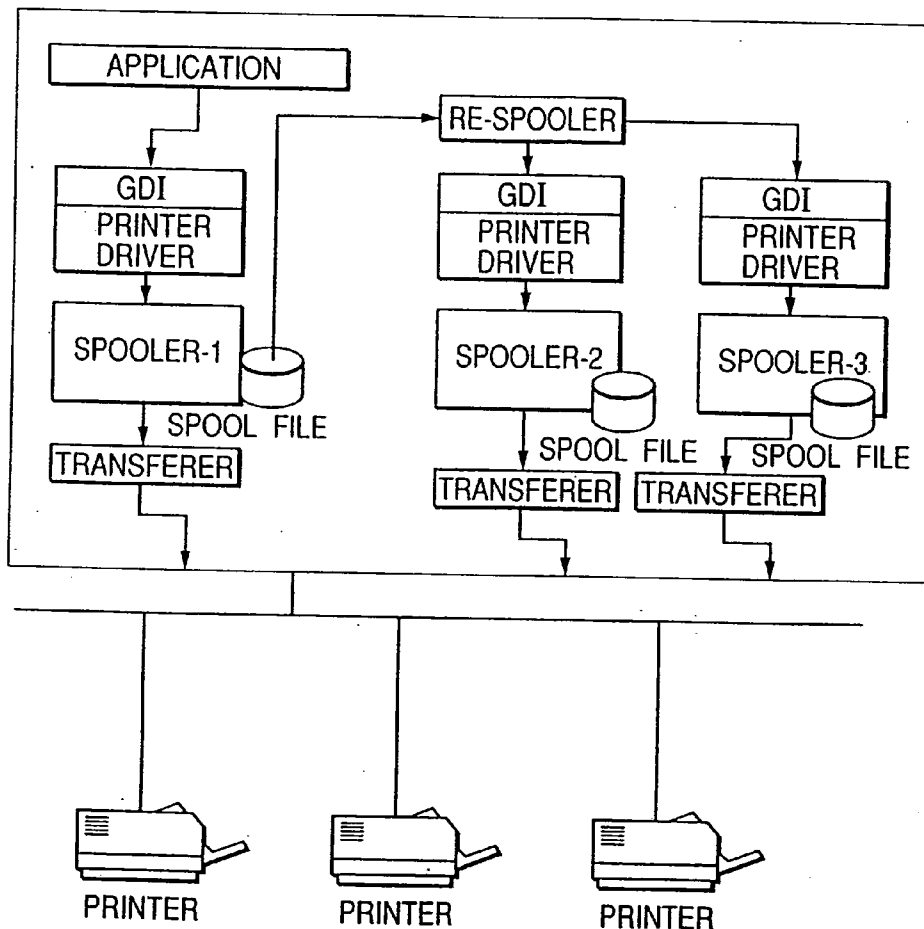 APPLICATION
RE-SPOOLER
GDI
PRINTER
DRIVER
GDI
PRINTER
DRIVER
GDI
PRINTER
DRIVER
SPOOLER-1
SPOOL FILE
SPOOLER-2
SPOOL FILE
SPOOLER-3
SPOOL FILE
TRANSFERER
TRANSFERER
TRANSFERER
PRINTER
PRINTER
PRINTER